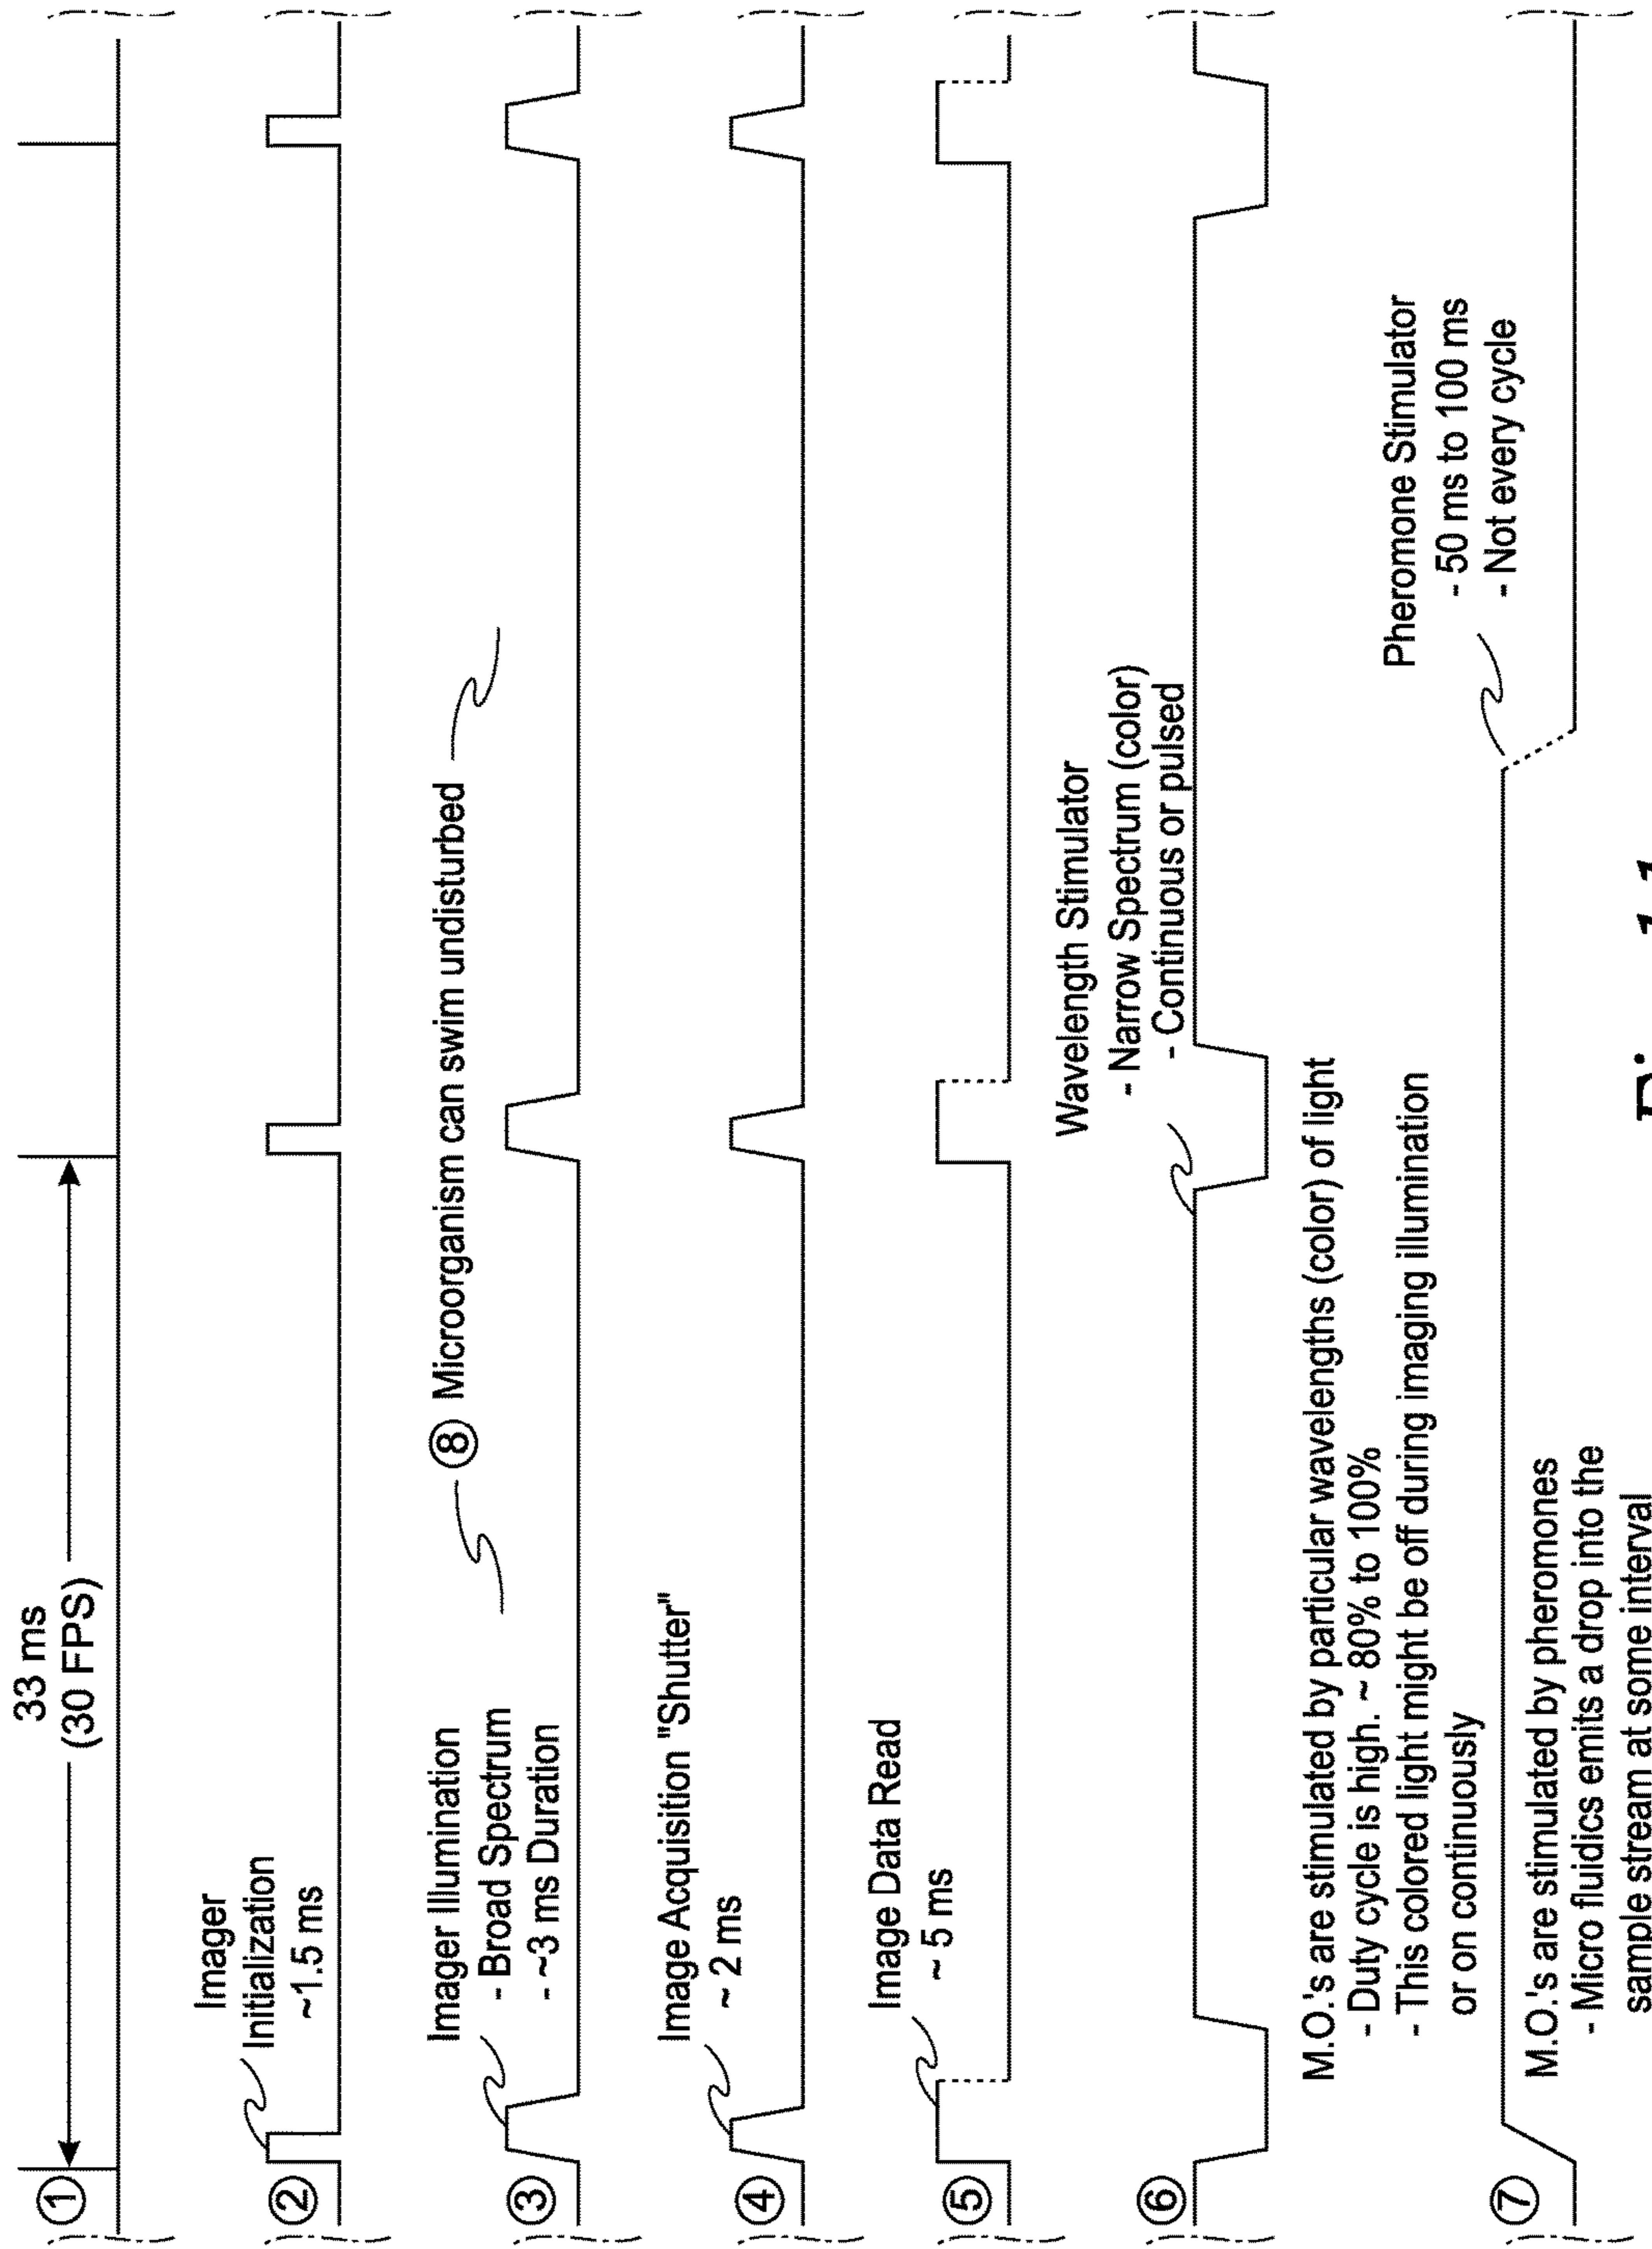 ①
33 ms
(30 FPS)
②
Imager
Initialization
~1.5 ms
③
Imager Illumination
- Broad Spectrum
- ~3 ms Duration
⑧ Microorganism can swim undisturbed
④
Image Acquisition "Shutter"
~ 2 ms
⑤
Image Data Read
~ 5 ms
⑥
Wavelength Stimulator
- Narrow Spectrum (color)
- Continuous or pulsed
M.O.'s are stimulated by particular wavelengths (color) of light
- Duty cycle is high. ~ 80% to 100%
- This colored light might be off during imaging illumination
or on continuously
⑦
Pheromone Stimulator
- 50 ms to 100 ms
- Not every cycle
M.O.'s are stimulated by pheromones
- Micro fluidics emits a drop into the
sample stream at some interval